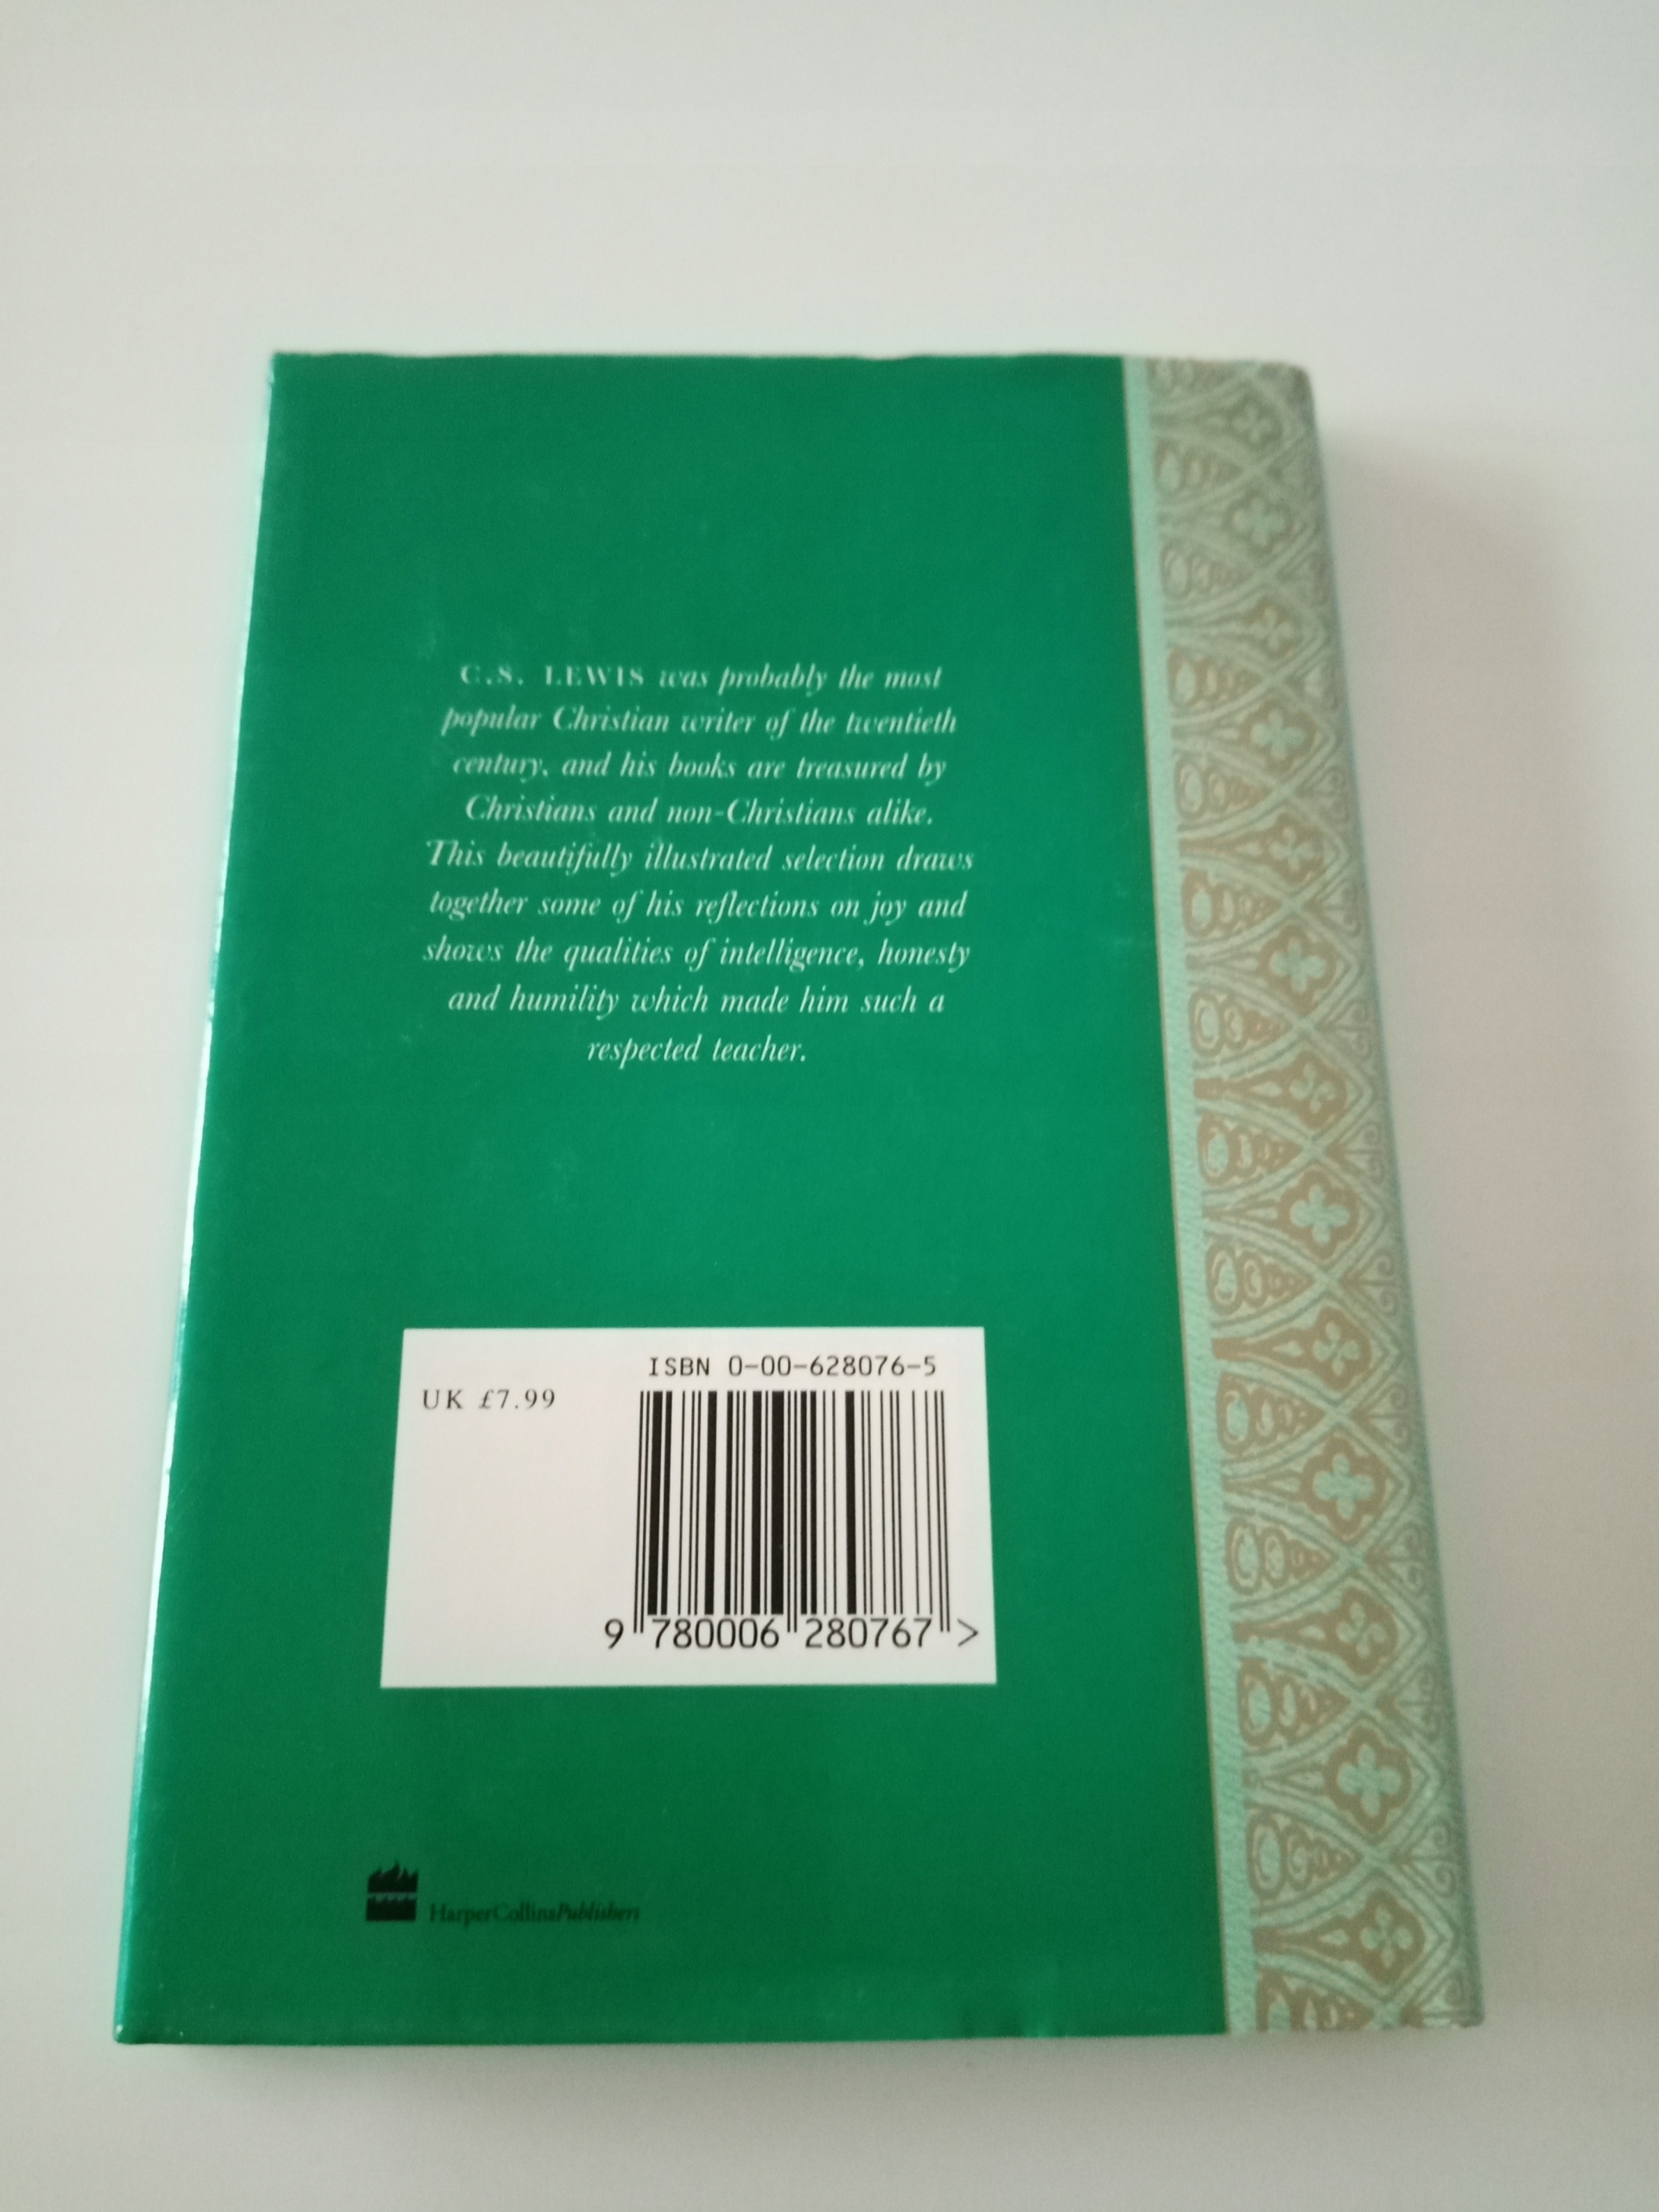 C.S. LEWIS was probably the most
popular Christian writer of the twentieth
century, and his books are treasured by
Christians and non-Christians alike.
This beautifully illustrated selection draws
together some of his reflections on joy and
shows the qualities of intelligence, honesty
and humility which made him such a
respected teacher.
ISBN 0-00-628076-5
UK £7.99
9 780006 280767 >
HarperCollinsPublishers